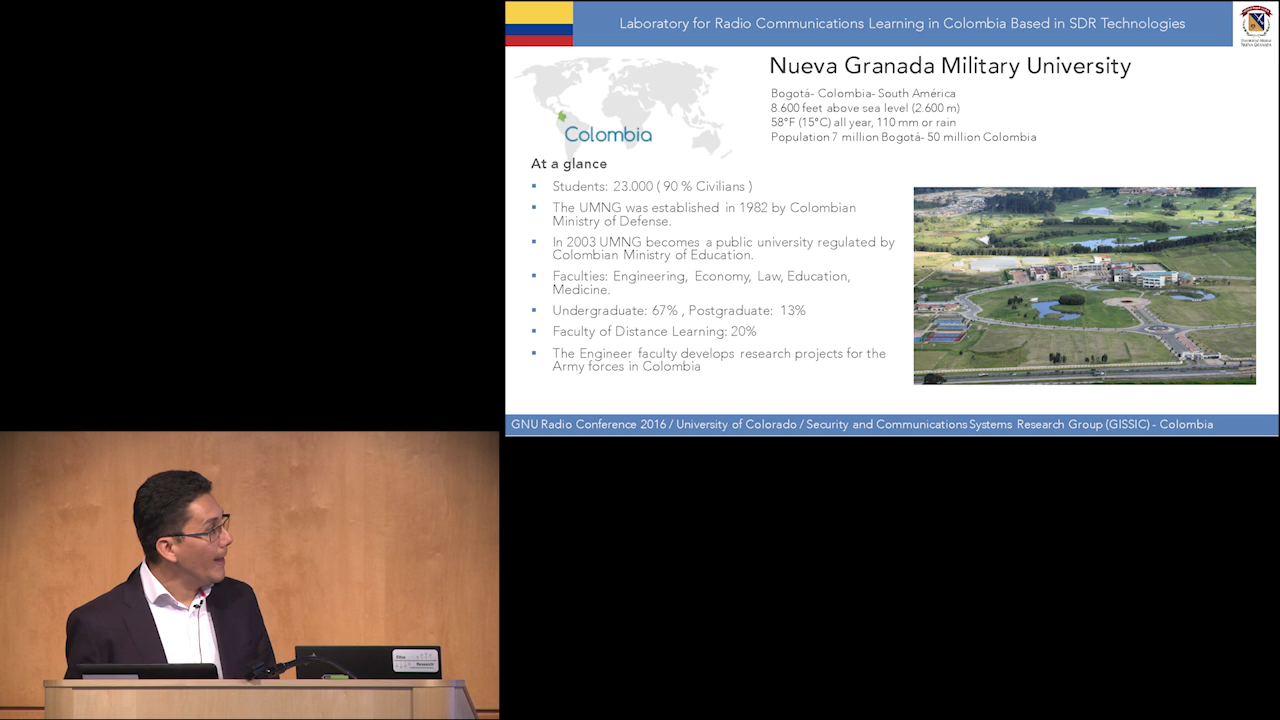 Laboratory for Radio Communications Learning in Colombia Based in SDR Technologies
Nueva Granada Military University
Bogotá- Colombia- South América
8.600 feet above sea level (2.600 m)
58°F (15°C) all year, 110 mm or rain
Population 7 million Bogotá- 50 million Colombia
Colombia
At a glance
Students: 23.000 ( 90 % Civilians )
The UMNG was established in 1982 by Colombian
Ministry of Defense.
In 2003 UMNG becomes a public university regulated by
Colombian Ministry of Education.
Faculties: Engineering, Economy, Law, Education,
Medicine.
Undergraduate: 67% , Postgraduate: 13%
Faculty of Distance Learning: 20%
The Engineer faculty develops research projects for the
Army forces in Colombia
GNU Radio Conference 2016 / University of Colorado / Security and Communications Systems Research Group (GISSIC) - Colombia
Ettus
Research